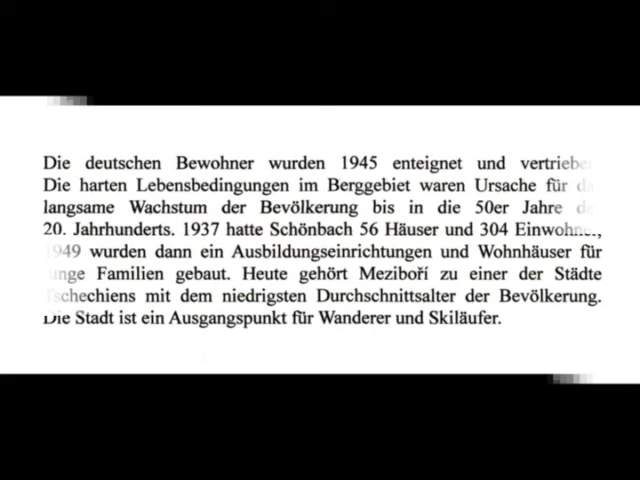 Die deutschen Bewohner wurden 1945 enteignet und vertrieben
Die harten Lebensbedingungen im Berggebiet waren Ursache für
langsame Wachstum der Bevölkerung bis in die 50er Jahre
20. Jahrhunderts. 1937 hatte Schönbach 56 Häuser und 304 Einwohner.,
1949 wurden dann ein Ausbildungseinrichtungen und Wohnhäuser für
junge Familien gebaut. Heute gehört Meziboří zu einer der Städte
Tschechiens mit dem niedrigsten Durchschnittsalter der Bevölkerung.
Die Stadt ist ein Ausgangspunkt für Wanderer und Skiläufer.